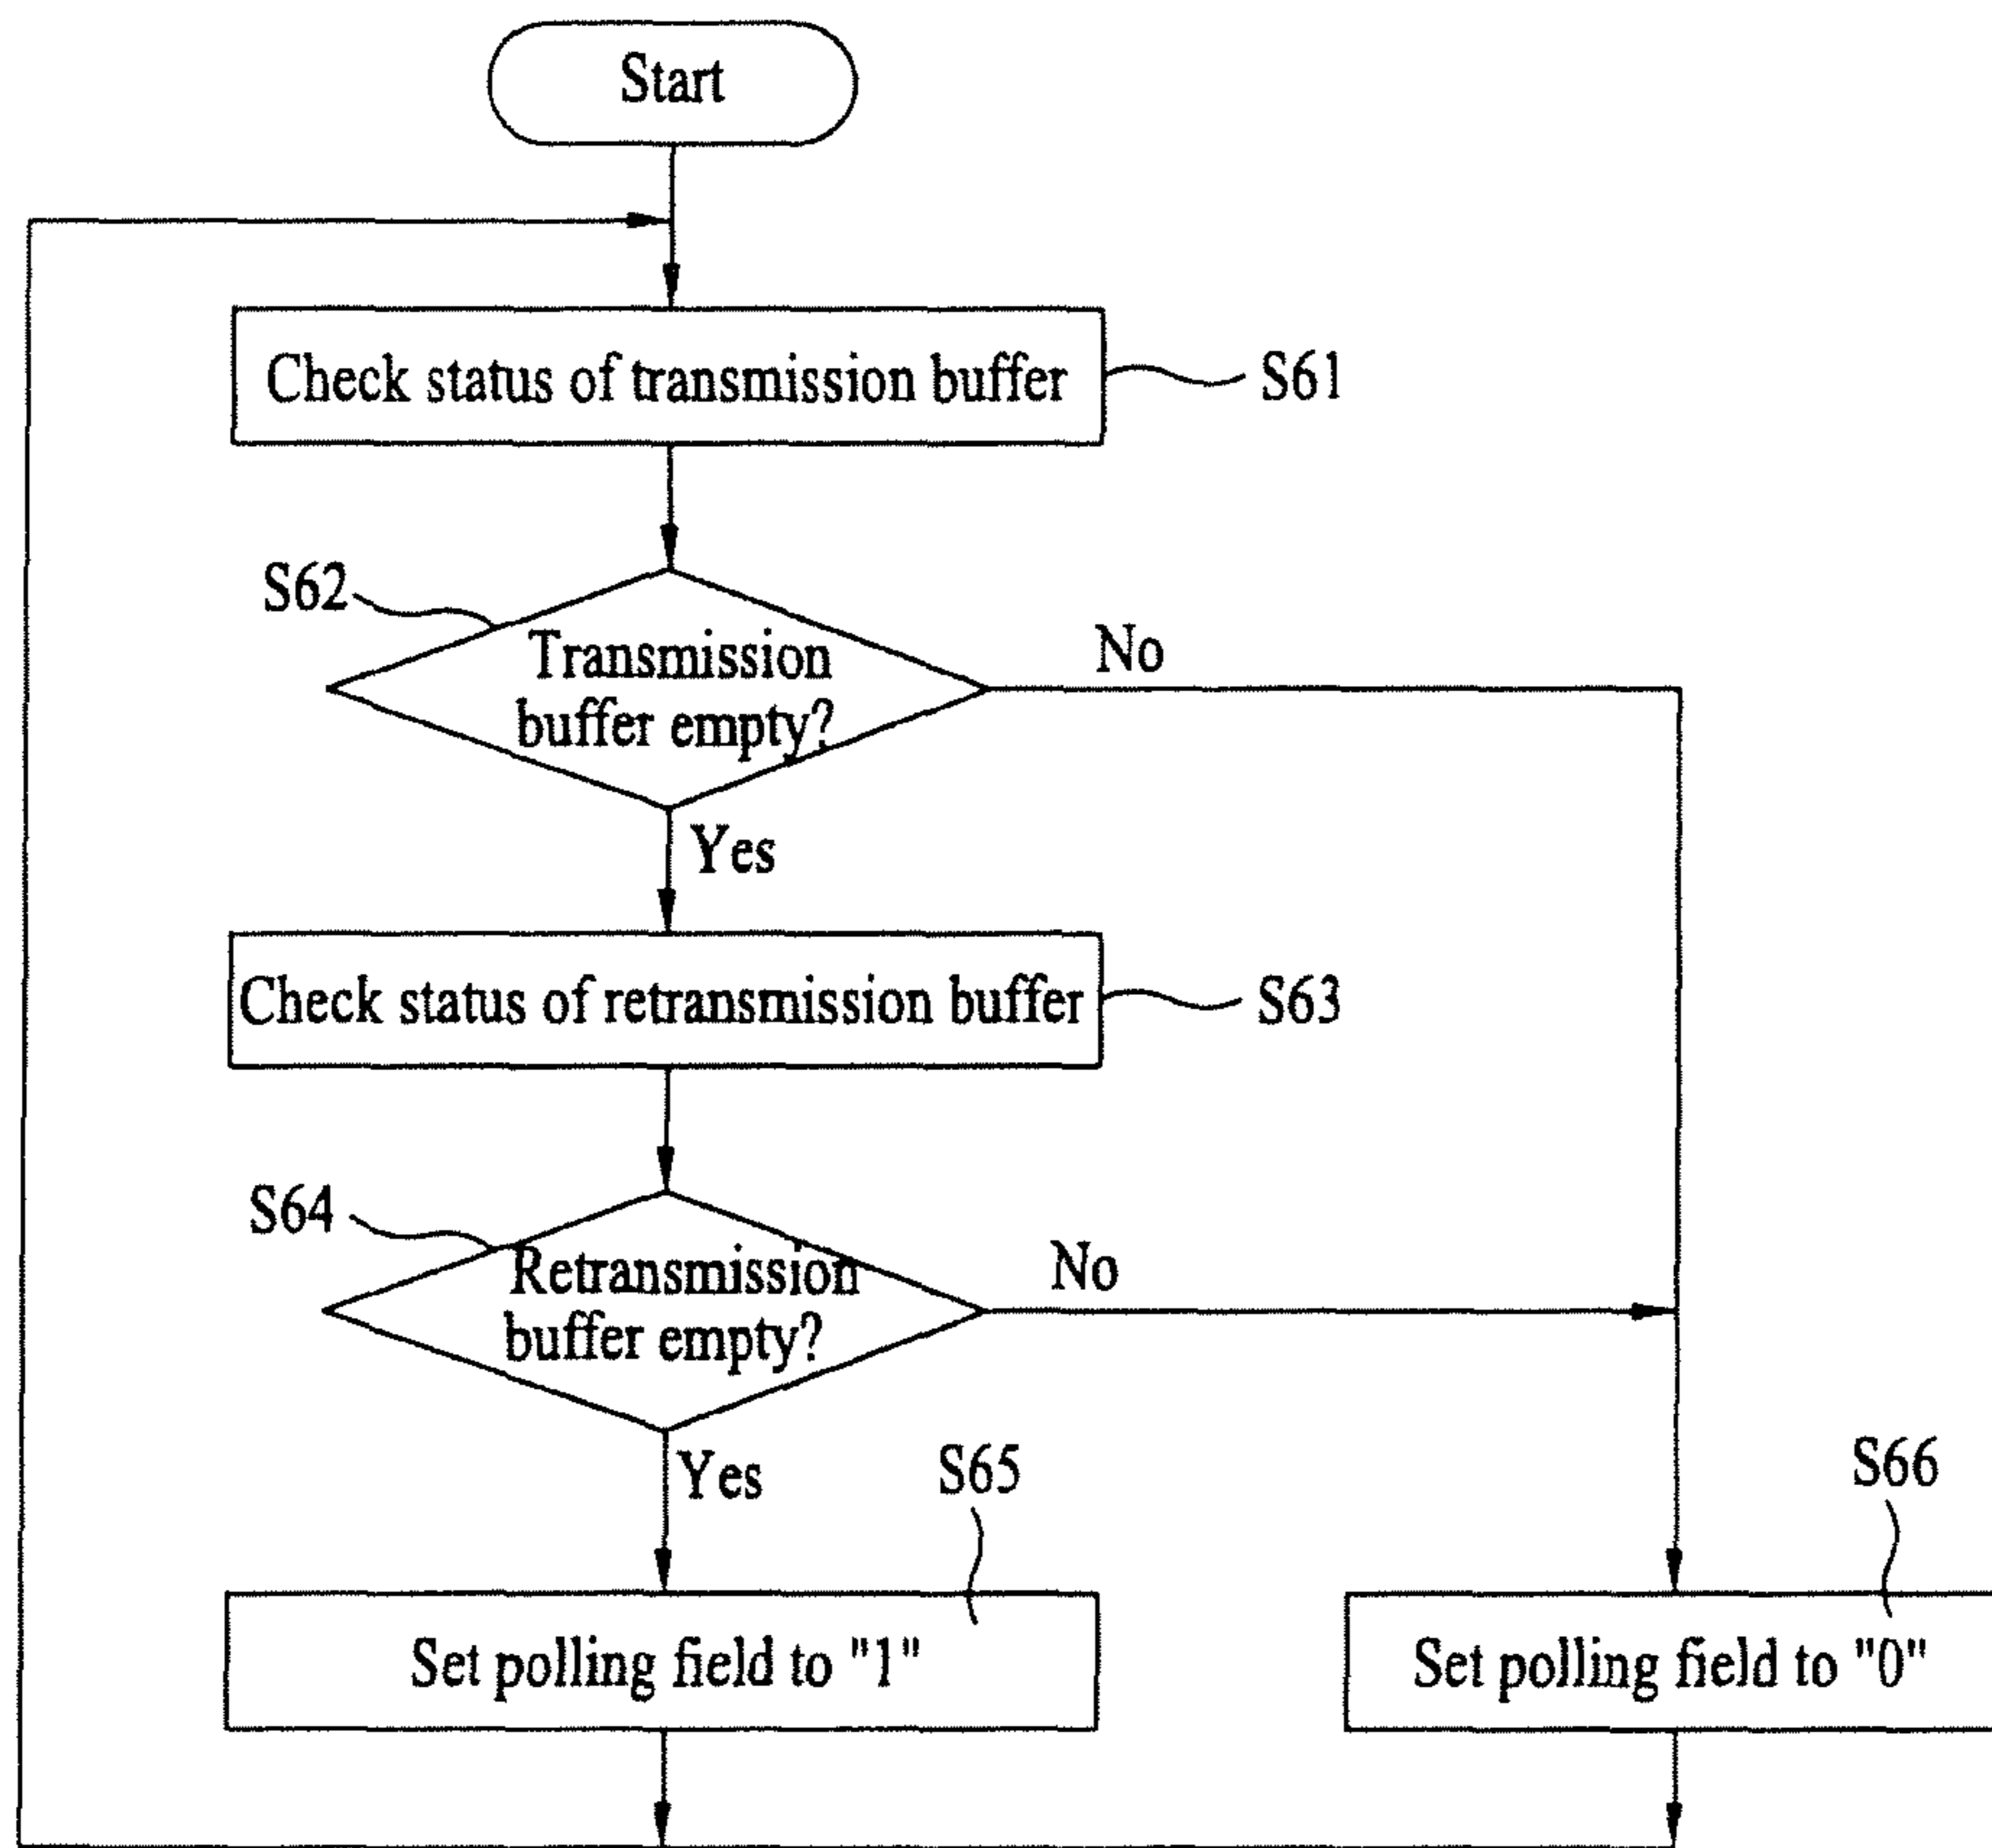 Start
Check status of transmission buffer
S61
S62
Transmission
buffer empty?
No
Yes
Check status of retransmission buffer
S63
S64
Retransmission
buffer empty?
No
Yes
S65
S66
Set polling field to "1"
Set polling field to "0"